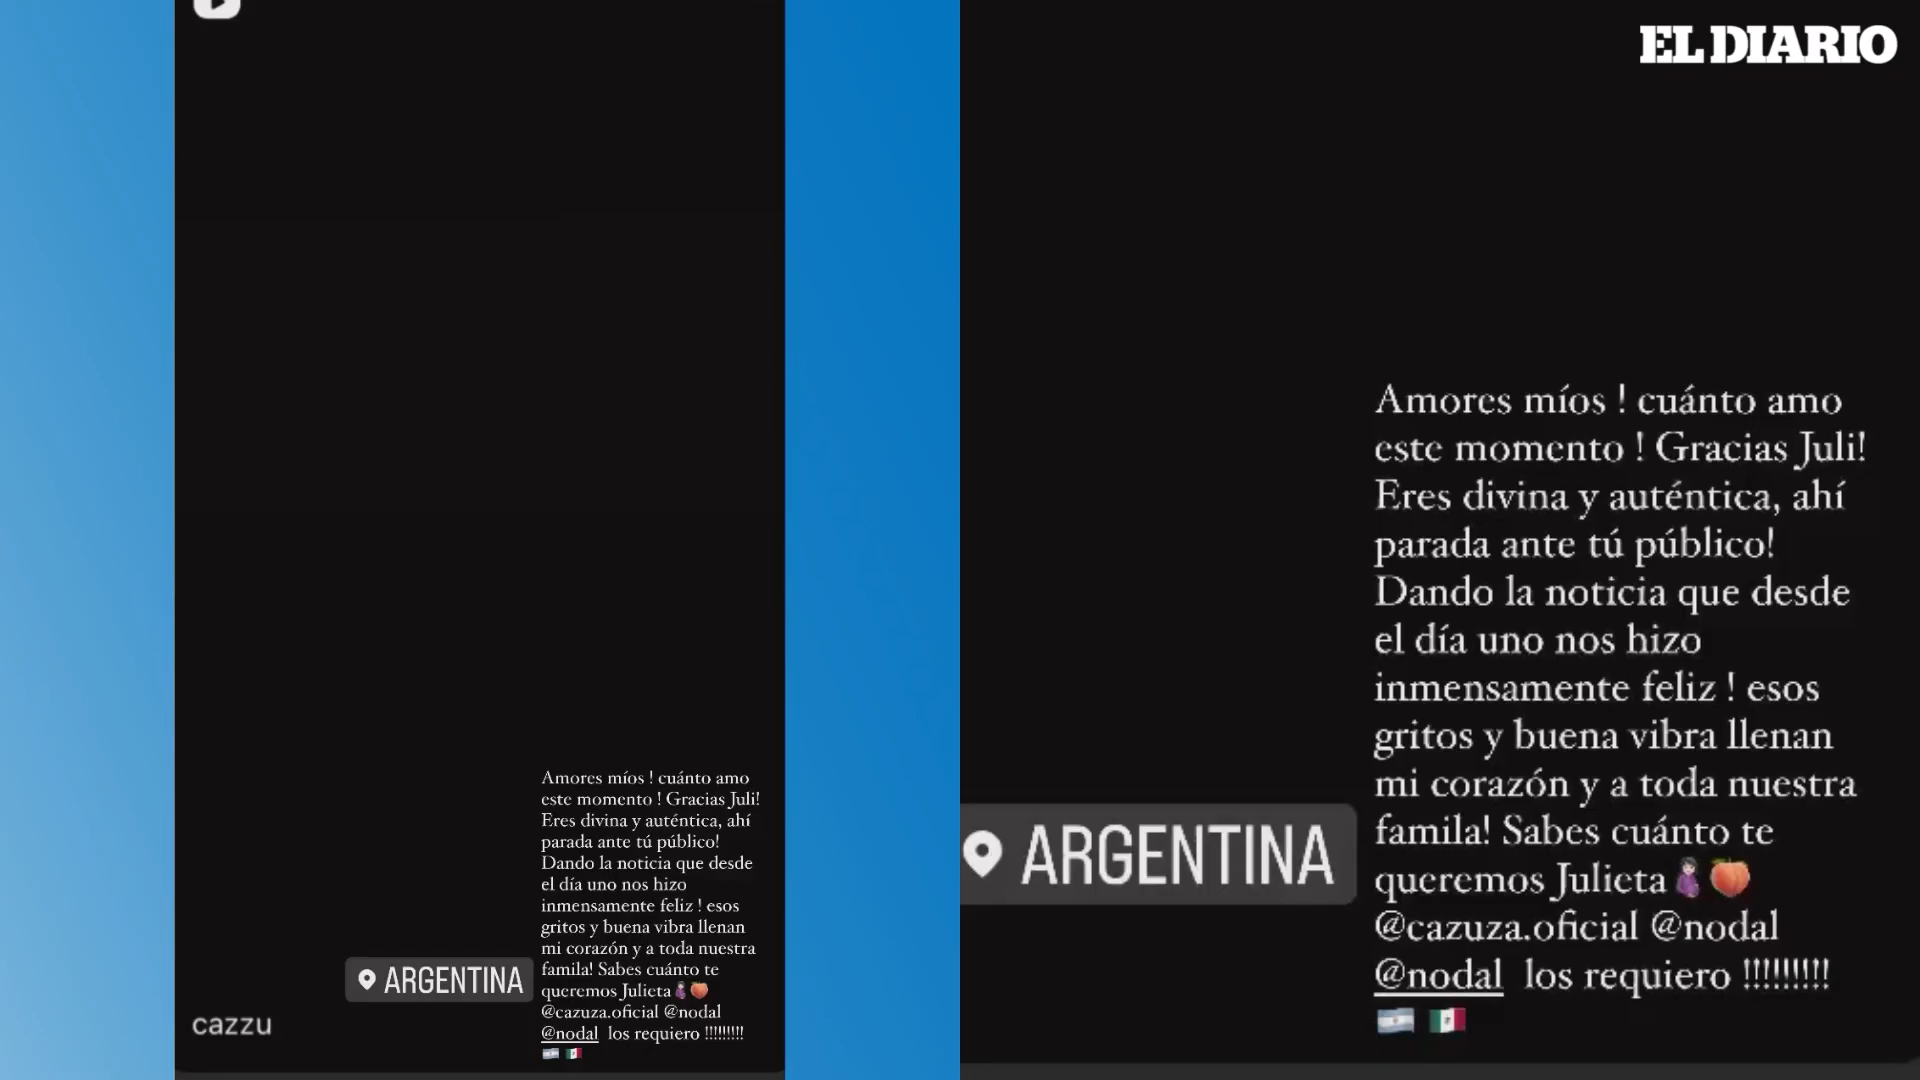 Amores míos ! cuánto amo
este momento ! Gracias Juli!
Eres divina y auténtica, ahí
parada ante tú público!
Dando la noticia que desde
el día uno nos hizo
inmensamente feliz ! esos
gritos y buena vibra llenan
mi corazón y a toda nuestra
famila! Sabes cuánto te
queremos Julieta🫄🏻🍑
@cazuza.oficial @nodal
@nodal los requiero !!!!!!!!!
🇦🇷 🇲🇽
ARGENTINA
cazzu
EL DIARIO
Amores míos ! cuánto amo
este momento ! Gracias Juli!
Eres divina y auténtica, ahí
parada ante tú público!
Dando la noticia que desde
el día uno nos hizo
inmensamente feliz ! esos
gritos y buena vibra llenan
mi corazón y a toda nuestra
famila! Sabes cuánto te
queremos Julieta🫄🏻🍑
@cazuza.oficial @nodal
@nodal los requiero !!!!!!!!!
🇦🇷 🇲🇽
ARGENTINA